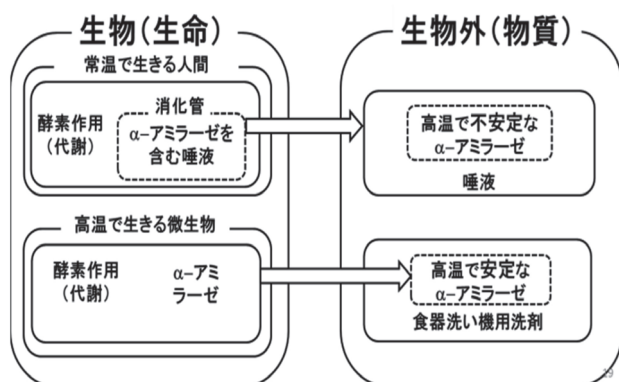 生物(生命)
常温で生きる人間
酵素作用
(代謝)
消化管
α−アミラーゼを
含む唾液
高温で生きる微生物
酵素作用
(代謝)
α−アミ
ラーゼ
生物外(物質)
高温で不安定な
α−アミラーゼ
唾液
高温で安定な
α−アミラーゼ
食器洗い機用洗剤
19